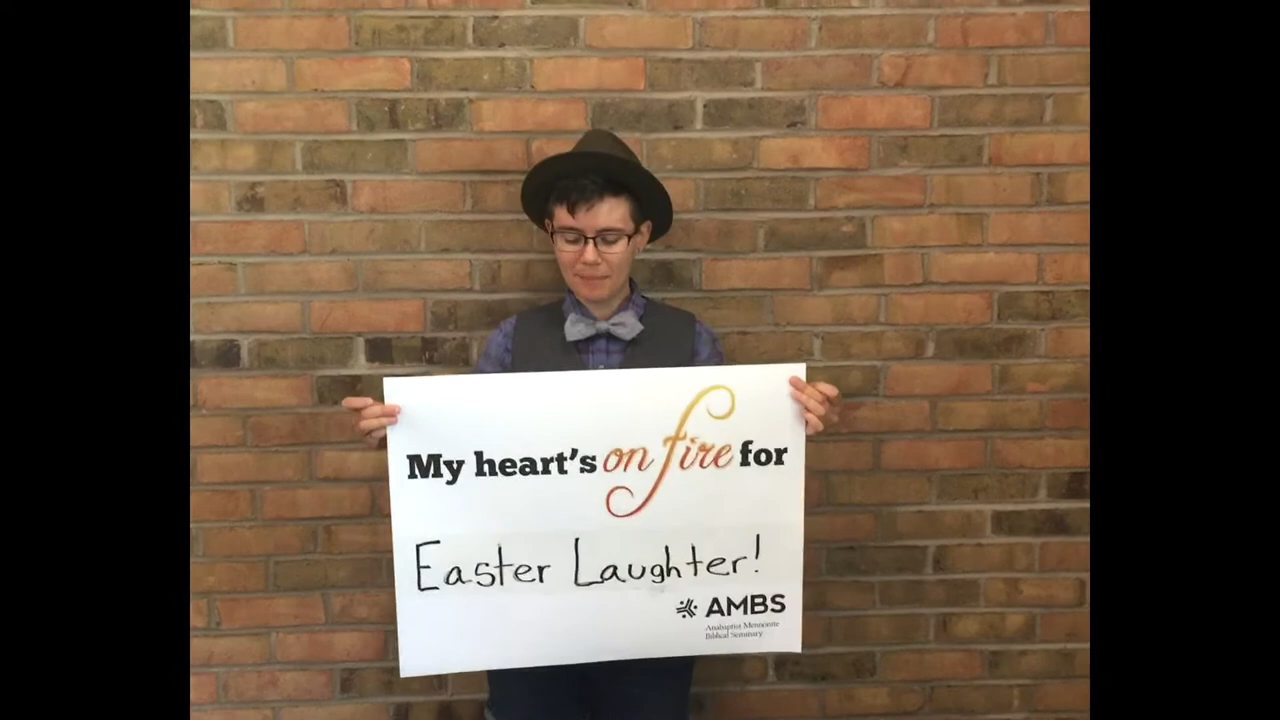 My heart's on fire for
Easter Laughter!
AMBS
Anabaptist Mennonite
Biblical Seminary